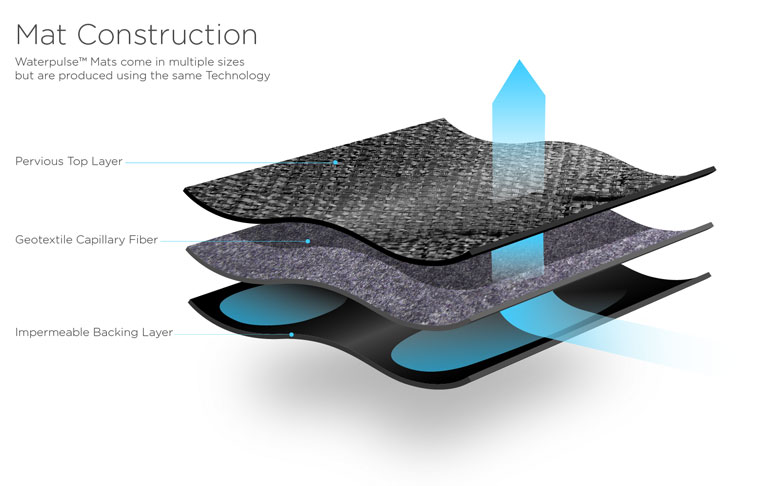 Mat Construction
Waterpulse™ Mats come in multiple sizes
but are produced using the same Technology
Pervious Top Layer
Geotextile Capillary Fiber
Impermeable Backing Layer